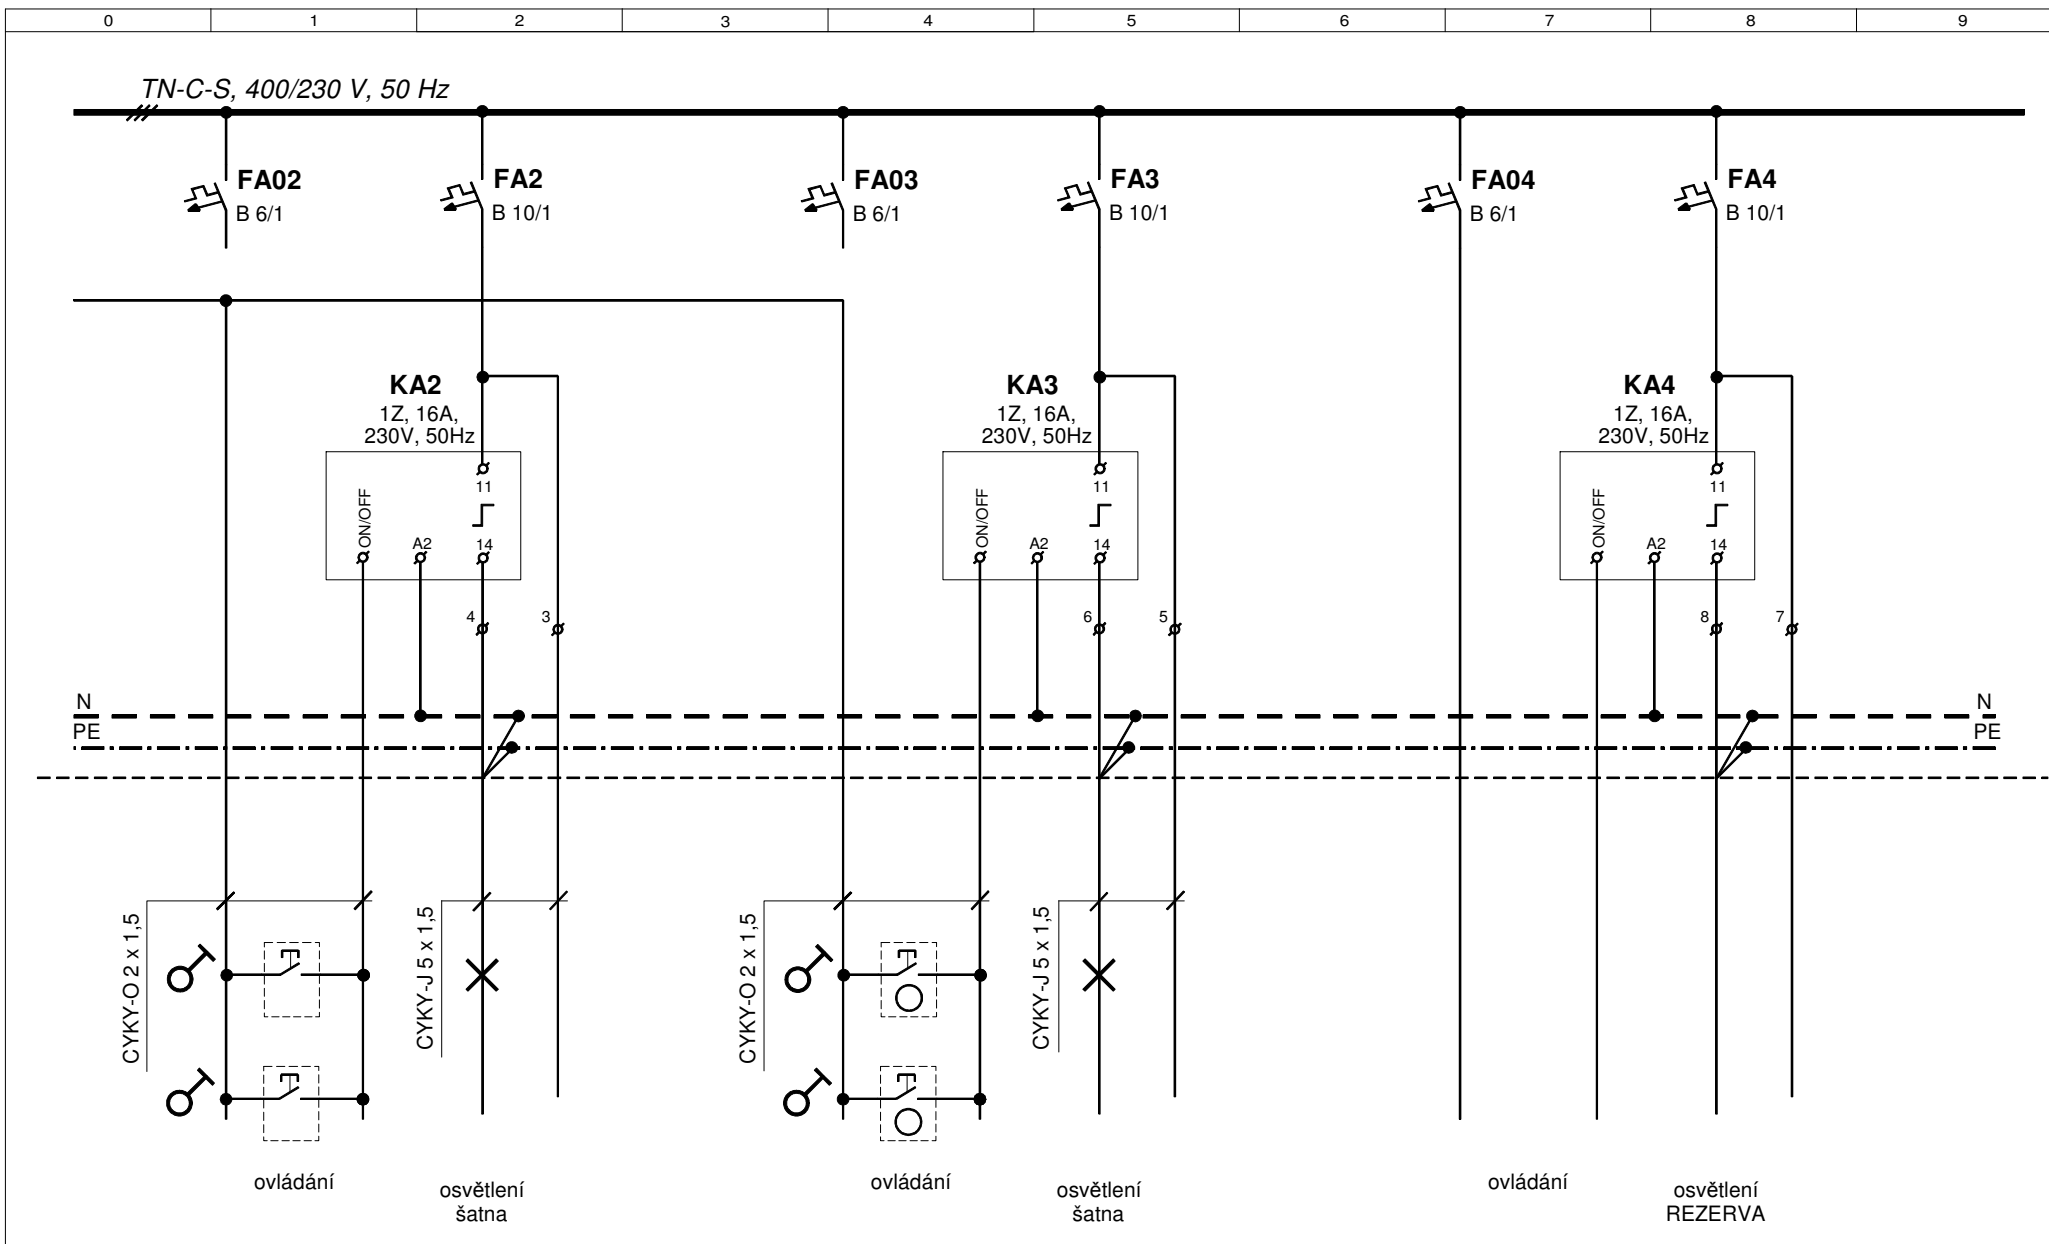 0 1 2 3 4 5 6 7 8 9
TN-C-S, 400/230 V, 50 Hz
FA02 FA2 FA03 FA3 FA04 FA4
B 6/1 B 10/1 B 6/1 B 10/1 B 6/1 B 10/1
KA2 KA3 KA4
1Z, 16A, 1Z, 16A, 1Z, 16A,
230V, 50Hz 230V, 50Hz 230V, 50Hz
11 11 11
ON/OFF ON/OFF ON/OFF
A2 14 A2 14 A2 14
4 3 6 5 8 7
N N
PE PE
CYKY-O 2 x 1,5 CYKY-J 5 x 1,5 CYKY-O 2 x 1,5 CYKY-J 5 x 1,5
ovládání ovládání ovládání
osvětlení osvětlení osvětlení
šatna šatna REZERVA